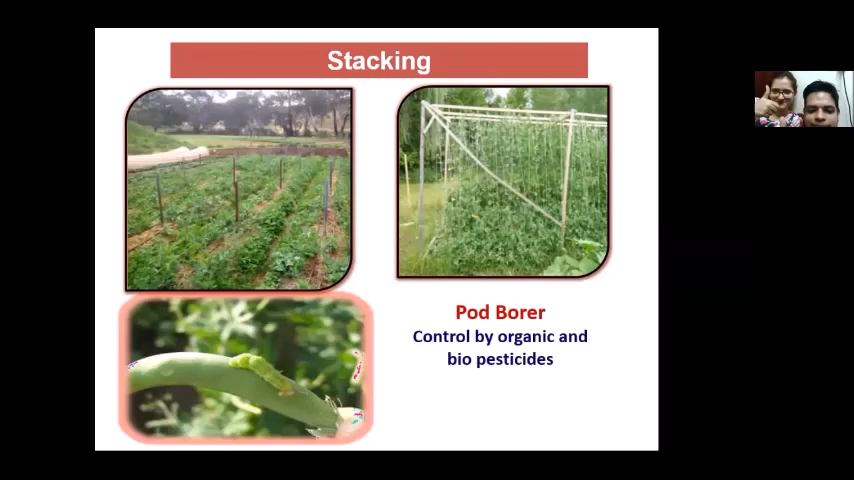 Stacking
Pod Borer
Control by organic and
bio pesticides